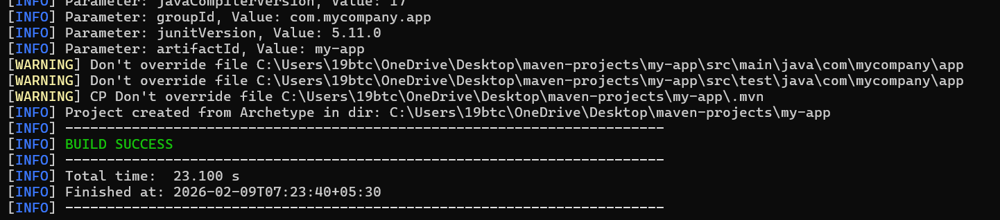 [INFO] Parameter: javaCompilerVersion, Value: 17
[INFO] Parameter: groupId, Value: com.mycompany.app
[INFO] Parameter: junitVersion, Value: 5.11.0
[INFO] Parameter: artifactId, Value: my-app
[WARNING] Don't override file C:\Users\19btc\OneDrive\Desktop\maven-projects\my-app\src\main\java\com\mycompany\app
[WARNING] Don't override file C:\Users\19btc\OneDrive\Desktop\maven-projects\my-app\src\test\java\com\mycompany\app
[WARNING] CP Don't override file C:\Users\19btc\OneDrive\Desktop\maven-projects\my-app\.mvn
[INFO] Project created from Archetype in dir: C:\Users\19btc\OneDrive\Desktop\maven-projects\my-app
[INFO] ------------------------------------------------------------------------
[INFO] BUILD SUCCESS
[INFO] ------------------------------------------------------------------------
[INFO] Total time:  23.100 s
[INFO] Finished at: 2026-02-09T07:23:40+05:30
[INFO] ------------------------------------------------------------------------